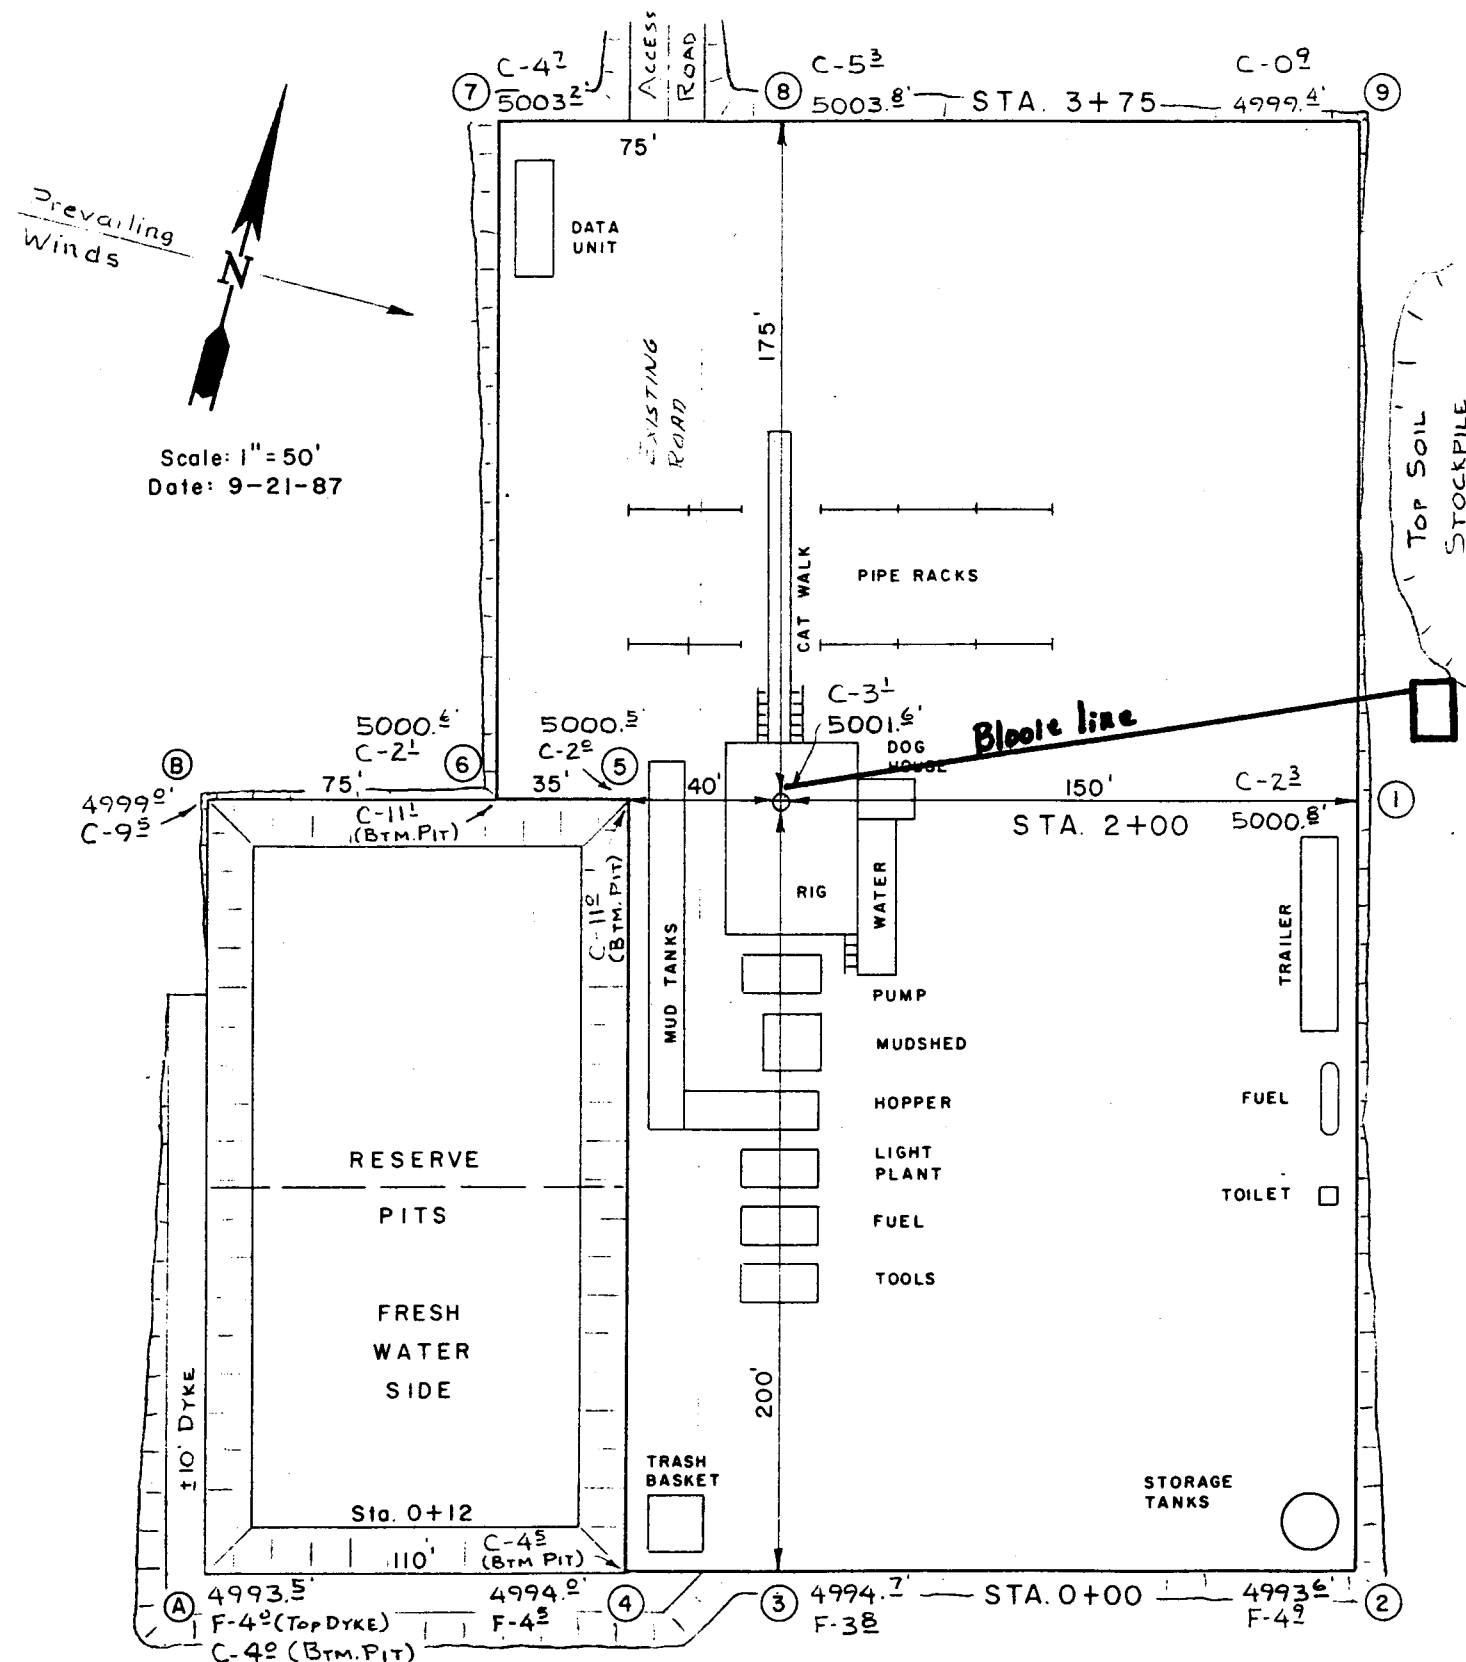 ACCESS
ROAD
7
C-4 7
5003 2'
8
C-5 3
5003. 8'
STA. 3+75
C-0 9
4999. 4'
9
75'
Prevailing
Winds
N
DATA
UNIT
175'
EXISTING
ROAD
Scale: 1" = 50'
Date: 9-21-87
TOP SOIL
STOCKPILE
CAT WALK
PIPE RACKS
C-3 1
5001. 6'
DOG
HOUSE
Blooie line
B
4999 0'
C-9 5
5000. 6'
C-2 1
6
75'
5000. 5'
C-2 0
5
35'
40'
150'
C-2 3
1
STA. 2+00
5000. 8'
C-11 1
(BTM. PIT)
C-11 0
(BTM. PIT)
MUD TANKS
RIG
WATER
TRAILER
PUMP
MUDSHED
HOPPER
LIGHT
PLANT
FUEL
TOOLS
FUEL
TOILET
RESERVE
PITS
FRESH
WATER
SIDE
±10' DYKE
200'
TRASH
BASKET
STORAGE
TANKS
Sta. 0+12
110'
C-4 5
(BTM PIT)
A
4993. 5'
F-4 0 (TOP DYKE)
C-4 0 (BTM. PIT)
4994. 0'
F-4 5
4
3
4994. 7'
F-3 8
STA. 0+00
4993 6'
F-4 9
2